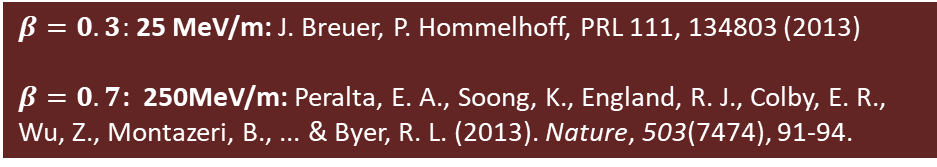 β = 0.3: 25 MeV/m: J. Breuer, P. Hommelhoff, PRL 111, 134803 (2013)
β = 0.7: 250MeV/m: Peralta, E. A., Soong, K., England, R. J., Colby, E. R.,
Wu, Z., Montazeri, B., ... & Byer, R. L. (2013). Nature, 503(7474), 91-94.